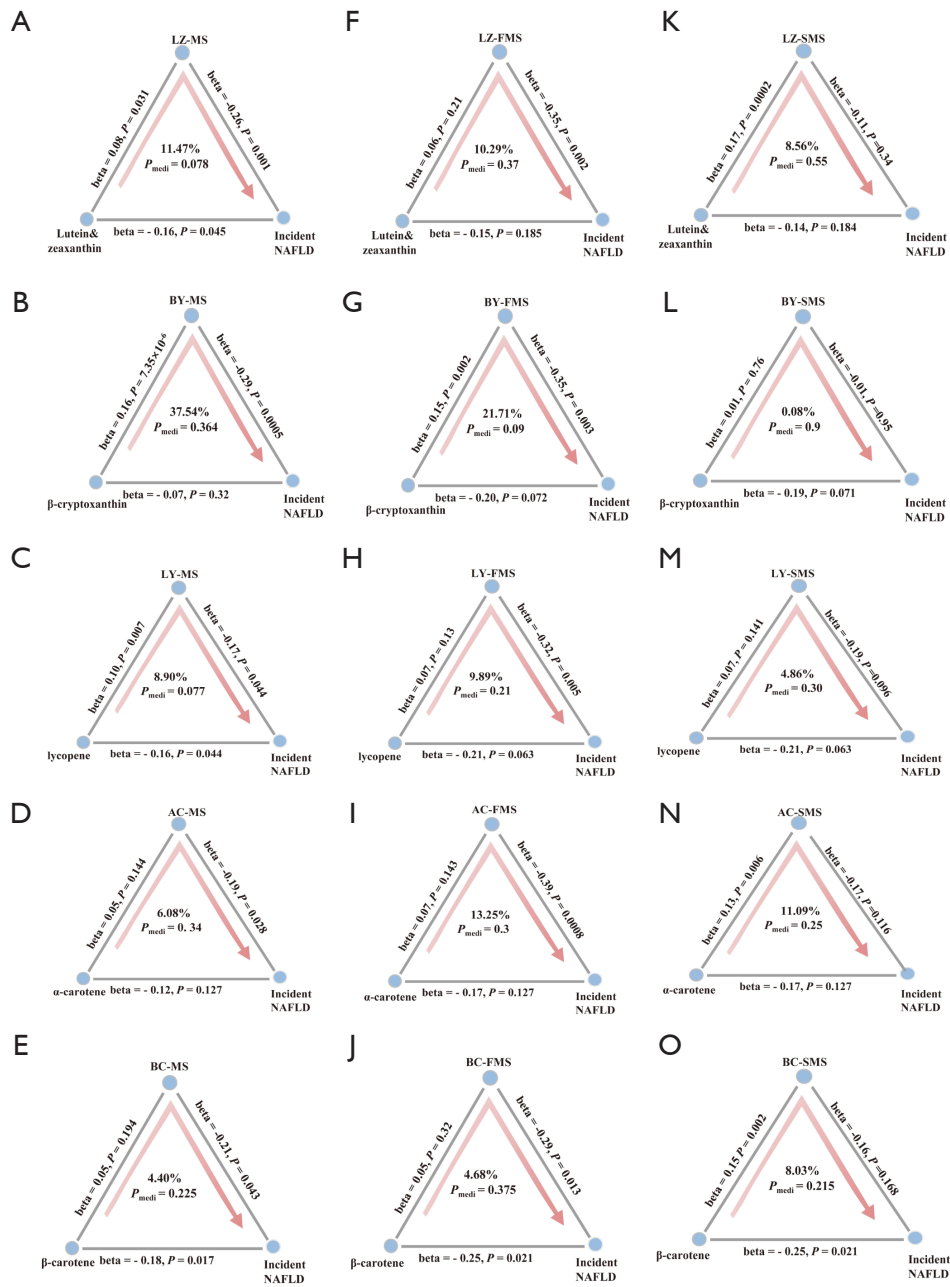 A
LZ-MS
beta = 0.08, P = 0.031
beta = -0.26, P = 0.001
11.47%
Pmedi = 0.078
Lutein&
zeaxanthin
beta = - 0.16, P = 0.045
Incident
NAFLD
F
LZ-FMS
beta = 0.06, P = 0.21
beta = -0.35, P = 0.002
10.29%
Pmedi = 0.37
Lutein&
zeaxanthin
beta = - 0.15, P = 0.185
Incident
NAFLD
K
LZ-SMS
beta = 0.17, P = 0.0002
beta = -0.11, P =0.34
8.56%
Pmedi = 0.55
Lutein&
zeaxanthin
beta = - 0.14, P = 0.184
Incident
NAFLD
B
BY-MS
beta = 0.16, P = 7.35×10-6
beta = -0.29, P = 0.0005
37.54%
Pmedi = 0.364
β-cryptoxanthin
beta = - 0.07, P = 0.32
Incident
NAFLD
G
BY-FMS
beta = 0.15, P = 0.002
beta = -0.35, P = 0.003
21.71%
Pmedi = 0.09
β-cryptoxanthin
beta = - 0.20, P = 0.072
Incident
NAFLD
L
BY-SMS
beta = 0.01, P = 0.76
beta = -0.01, P =0.95
0.08%
Pmedi = 0.9
β-cryptoxanthin
beta = - 0.19, P = 0.071
Incident
NAFLD
C
LY-MS
beta = 0.10, P = 0.007
beta = -0.17, P = 0.044
8.90%
Pmedi = 0.077
lycopene
beta = - 0.16, P = 0.044
Incident
NAFLD
H
LY-FMS
beta = 0.07, P = 0.13
beta = -0.32, P = 0.005
9.89%
Pmedi = 0.21
lycopene
beta = - 0.21, P = 0.063
Incident
NAFLD
M
LY-SMS
beta = 0.07, P = 0.141
beta = -0.19, P =0.096
4.86%
Pmedi = 0.30
lycopene
beta = - 0.21, P = 0.063
Incident
NAFLD
D
AC-MS
beta = 0.05, P = 0.144
beta = -0.19, P = 0.028
6.08%
Pmedi = 0. 34
α-carotene
beta = - 0.12, P = 0.127
Incident
NAFLD
I
AC-FMS
beta = 0.07, P = 0.143
beta = -0.39, P = 0.0008
13.25%
Pmedi = 0.3
α-carotene
beta = - 0.17, P = 0.127
Incident
NAFLD
N
AC-SMS
beta = 0.13, P = 0.006
beta = -0.17, P =0.116
11.09%
Pmedi = 0.25
α-carotene
beta = - 0.17, P = 0.127
Incident
NAFLD
E
BC-MS
beta = 0.05, P = 0.194
beta = -0.21, P = 0.043
4.40%
Pmedi = 0.225
β-carotene
beta = - 0.18, P = 0.017
Incident
NAFLD
J
BC-FMS
beta = 0.05, P = 0.32
beta = -0.29, P = 0.013
4.68%
Pmedi = 0.375
β-carotene
beta = - 0.25, P = 0.021
Incident
NAFLD
O
BC-SMS
beta = 0.15 P = 0.002
beta = -0.16, P =0.168
8.03%
Pmedi = 0.215
β-carotene
beta = - 0.25, P = 0.021
Incident
NAFLD